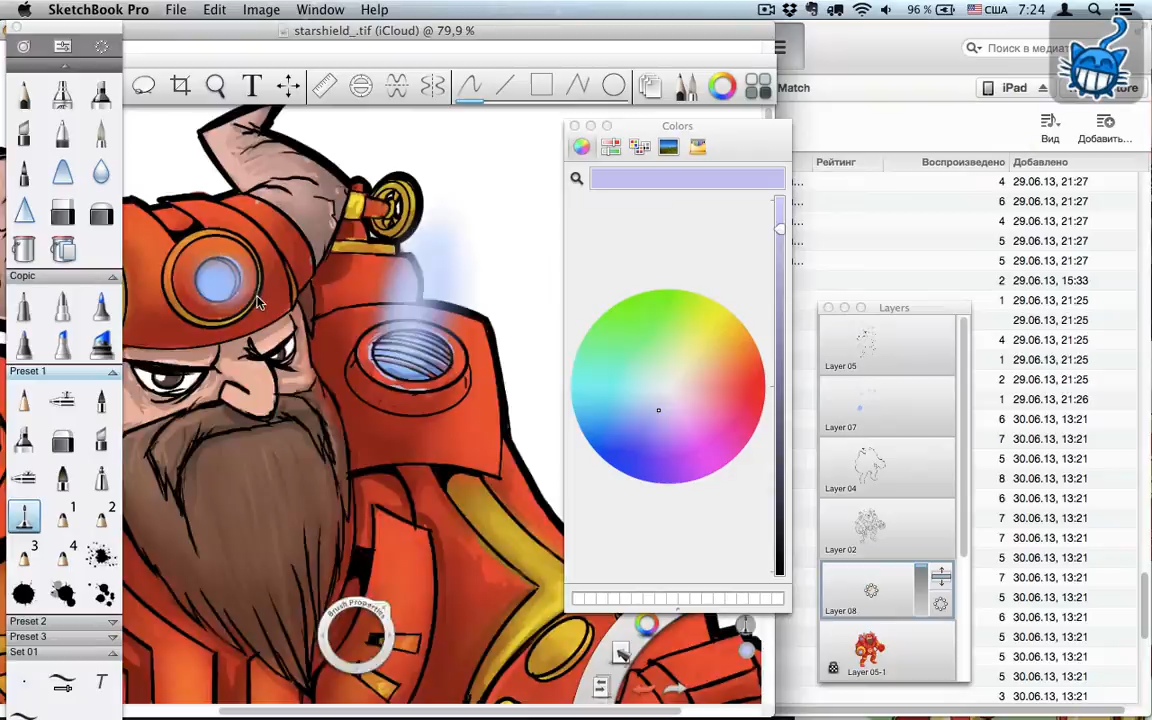 SketchBook Pro File Edit Image Window Help
96 % США 7:24
starshield_.tif (iCloud) @ 79,9 %
Поиск в медиат
Match
iPad
Store
Вид
Добавить...
Рейтинг Воспроизведено Добавлено
4 29.06.13, 21:27
6 29.06.13, 21:27
4 29.06.13, 21:27
5 29.06.13, 21:27
2 29.06.13, 15:33
1 29.06.13, 21:25
29.06.13, 21:25
4 29.06.13, 21:25
1 29.06.13, 21:25
2 29.06.13, 21:25
1 29.06.13, 21:26
6 30.06.13, 13:21
7 30.06.13, 13:21
5 30.06.13, 13:21
8 30.06.13, 13:21
6 30.06.13, 13:21
7 30.06.13, 13:21
7 30.06.13, 13:21
5 30.06.13, 13:21
7 30.06.13, 13:21
5 30.06.13, 13:21
6 30.06.13, 13:21
5 30.06.13, 13:21
5 30.06.13, 13:21
5 30.06.13, 13:21
3 30.06.13, 13:21
Copic
Preset 1
1
2
3
4
Preset 2
Preset 3
Set 01
T
T
Colors
Brush Properties
Layers
Layer 05
Layer 07
Layer 04
Layer 02
Layer 08
Layer 05-1